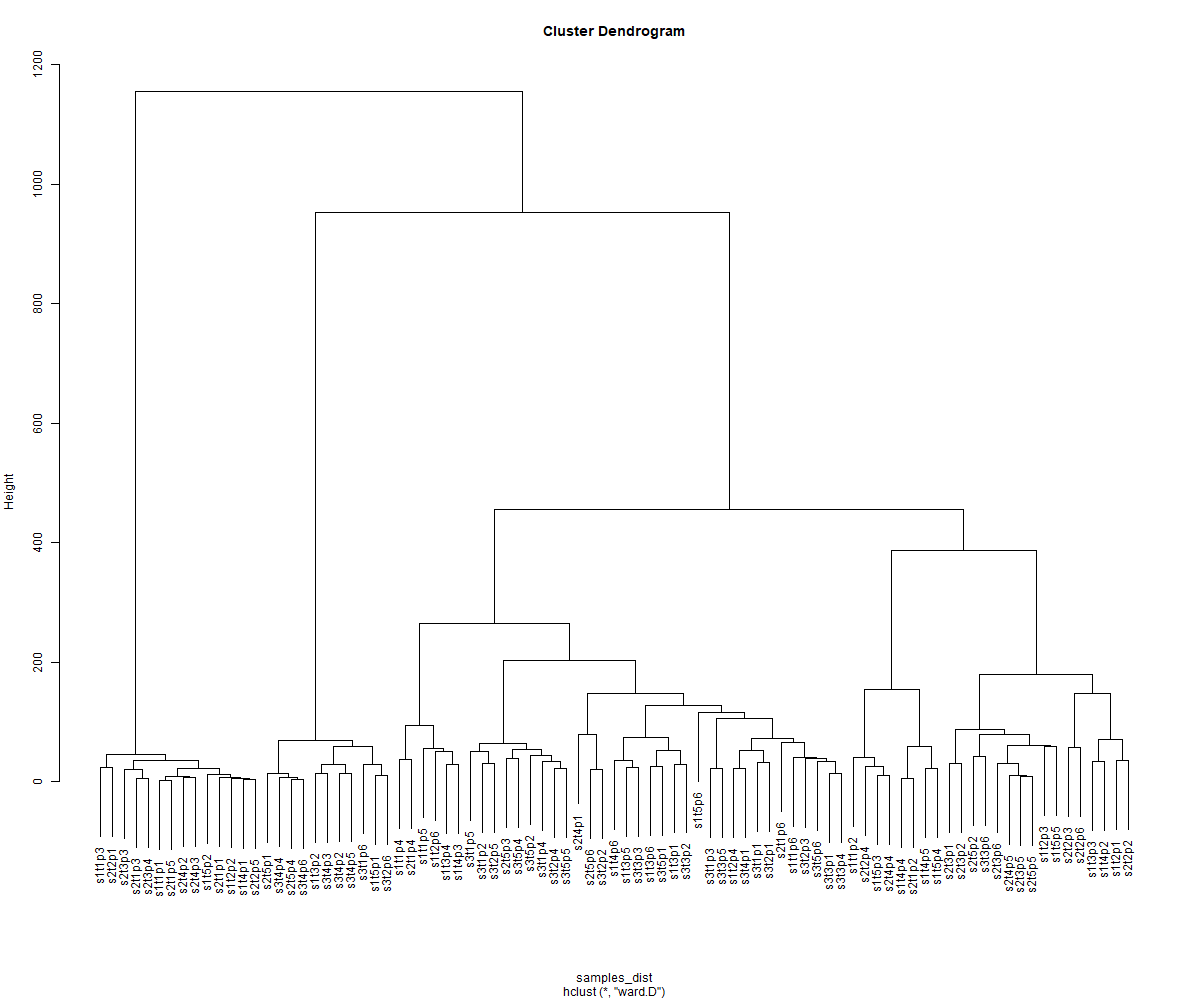 Cluster Dendrogram
1200
1000
800
600
400
200
0
Height
s1t1p3
s2t2p1
s2t3p3
s2t1p3
s2t3p4
s1t1p1
s2t1p5
s2t4p2
s2t4p3
s1t5p2
s2t1p1
s1t2p2
s1t4p1
s2t2p5
s2t5p1
s3t4p4
s2t5p4
s3t4p6
s1t3p2
s3t4p3
s3t4p2
s3t4p5
s3t1p6
s1t5p1
s3t2p6
s1t1p4
s2t1p4
s1t1p5
s1t2p6
s1t3p4
s1t4p3
s3t1p5
s3t1p2
s3t2p5
s2t5p3
s3t5p4
s3t5p2
s3t1p4
s3t2p4
s3t5p5
s2t4p1
s2t5p6
s3t2p2
s1t4p6
s1t3p5
s3t3p3
s1t3p6
s3t5p1
s1t3p1
s3t3p2
s1t5p6
s3t1p3
s3t3p5
s1t2p4
s3t4p1
s3t1p1
s3t2p1
s2t1p6
s1t1p6
s3t2p3
s3t5p6
s3t3p1
s3t3p4
s1t1p2
s2t2p4
s1t5p3
s2t4p4
s1t4p4
s2t1p2
s1t4p5
s1t5p4
s2t3p1
s2t3p2
s2t5p2
s3t3p6
s2t3p6
s2t4p5
s2t3p5
s2t5p5
s1t2p3
s1t5p5
s2t2p3
s2t2p6
s1t3p3
s1t4p2
s1t2p1
s2t2p2
samples_dist
hclust (*, "ward.D")